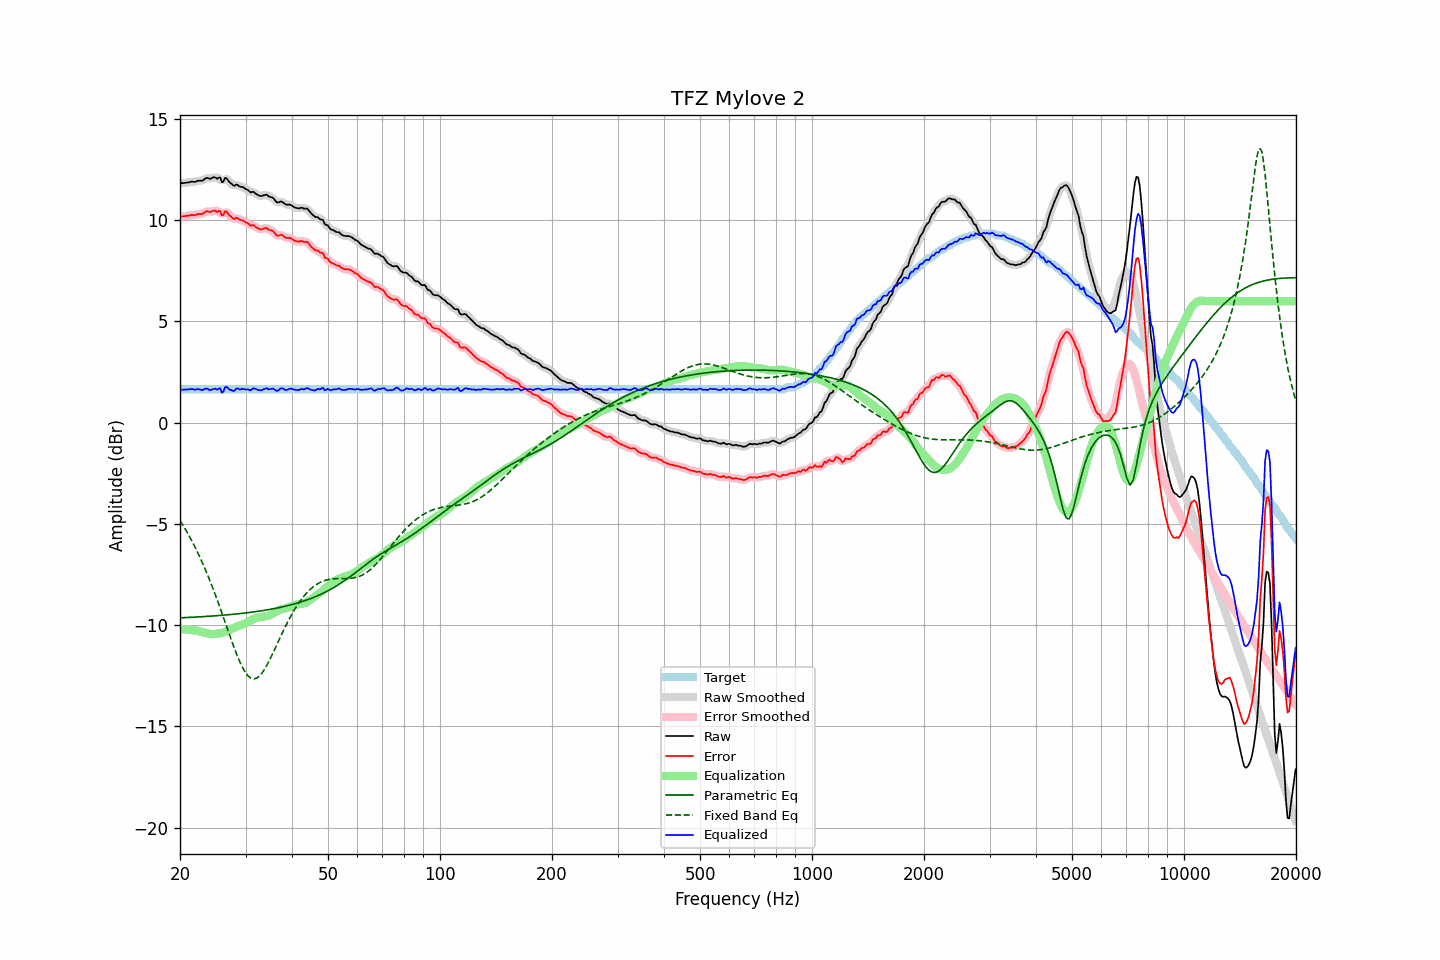 TFZ Mylove 2
15
10
5
0
−5
−10
−15
−20
Amplitude (dBr)
Target
Raw Smoothed
Error Smoothed
Raw
Error
Equalization
Parametric Eq
Fixed Band Eq
Equalized
20 50 100 200 500 1000 2000 5000 10000 20000
Frequency (Hz)